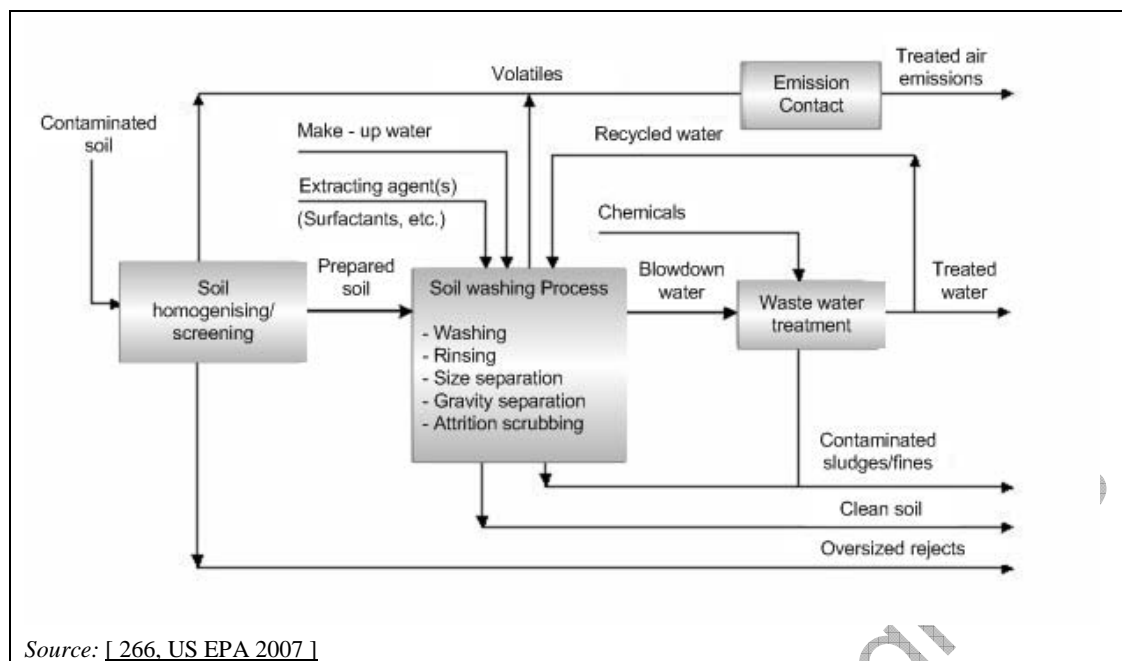 Volatiles
Emission
Contact
Treated air
emissions
Contaminated
soil
Make - up water
Recycled water
Extracting agent(s)
(Surfactants, etc.)
Chemicals
Soil
homogenising/
screening
Prepared
soil
Soil washing Process
- Washing
- Rinsing
- Size separation
- Gravity separation
- Attrition scrubbing
Blowdown
water
Waste water
treatment
Treated
water
Contaminated
sludges/fines
Clean soil
Oversized rejects
Source: [ 266, US EPA 2007 ]